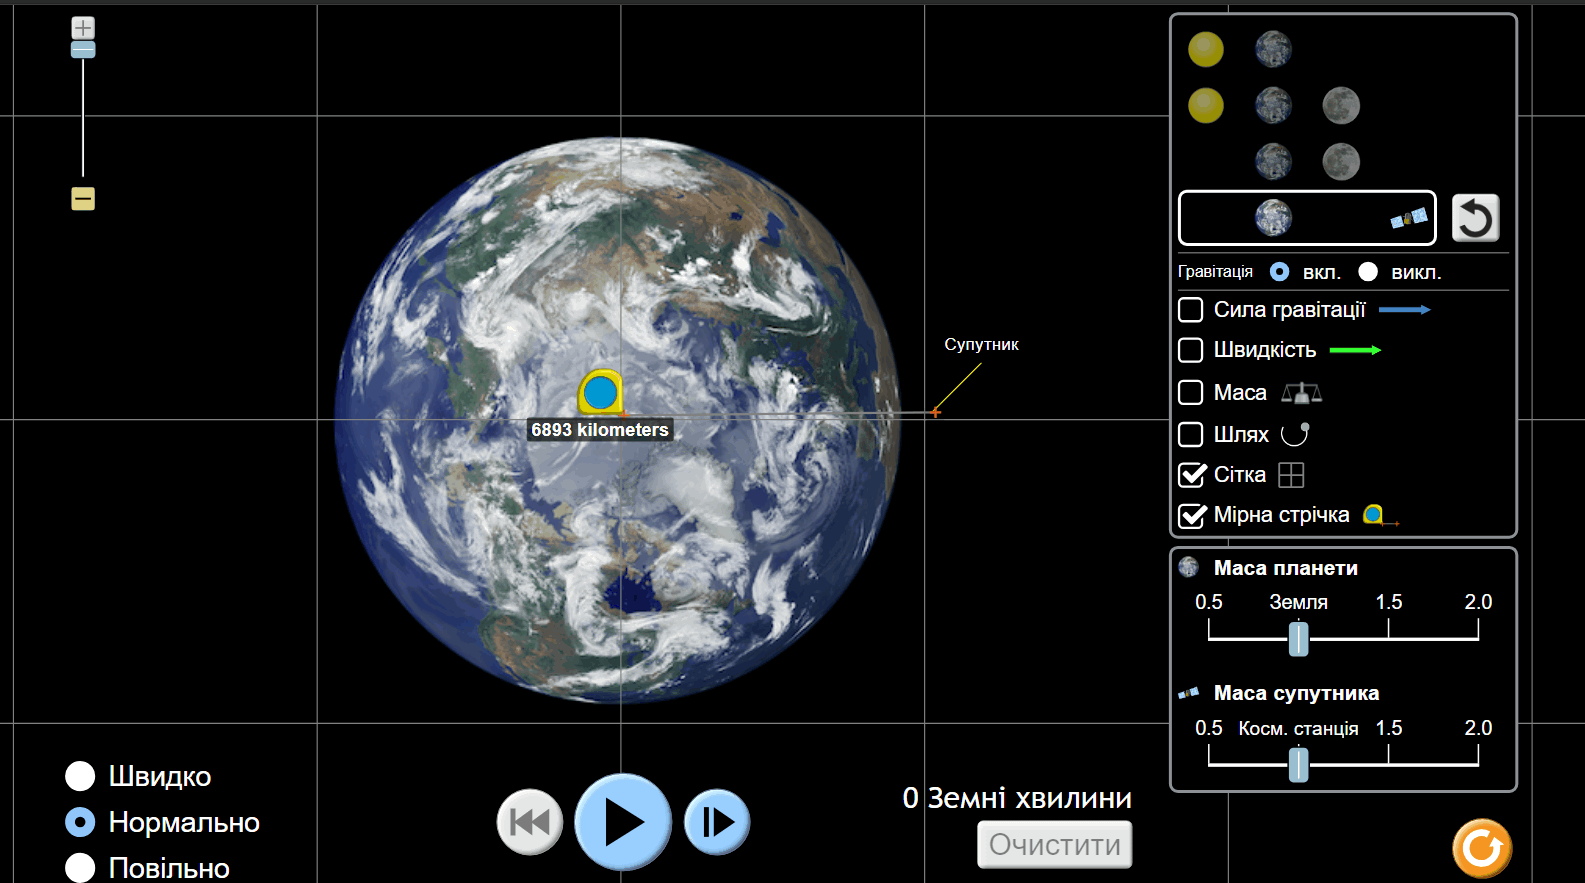 Супутник
6893 kilometers
Гравітація вкл. викл.
Сила гравітації
Швидкість
Маса
Шлях
Сітка
Мірна стрічка
Маса планети
0.5 Земля 1.5 2.0
Маса супутника
0.5 Косм. станція 1.5 2.0
Швидко
Нормально
Повільно
0 Земні хвилини
Очистити